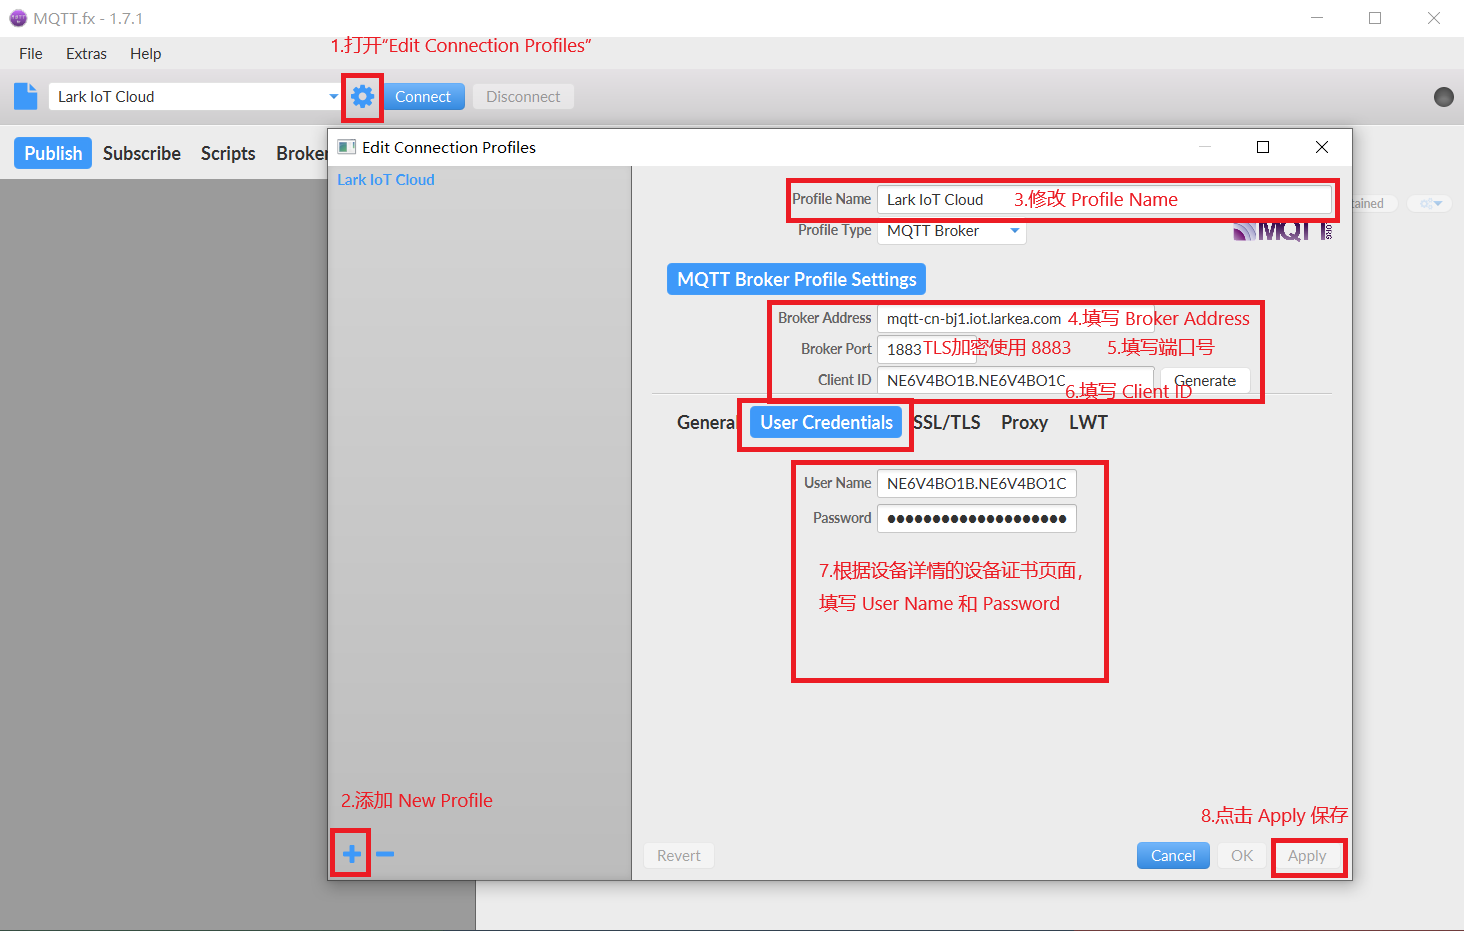 MQTT.fx - 1.7.1
File Extras Help
1.打开“Edit Connection Profiles”
Lark IoT Cloud
Connect
Disconnect
Publish Subscribe Scripts
Edit Connection Profiles
Lark IoT Cloud
Profile Name Lark IoT Cloud 3.修改 Profile Name
Profile Type MQTT Broker
MQTT
ORG
MQTT Broker Profile Settings
Broker Address mqtt-cn-bj1.iot.larkea.com 4.填写 Broker Address
Broker Port 1883 TLS加密使用 8883 5.填写端口号
Client ID NE6V4BO1B.NE6V4BO1C Generate
6.填写 Client ID
General User Credentials SSL/TLS Proxy LWT
User Name NE6V4BO1B.NE6V4BO1C
Password
7.根据设备详情的设备证书页面，
填写 User Name 和 Password
2.添加 New Profile
8.点击 Apply 保存
Revert
Cancel
OK
Apply